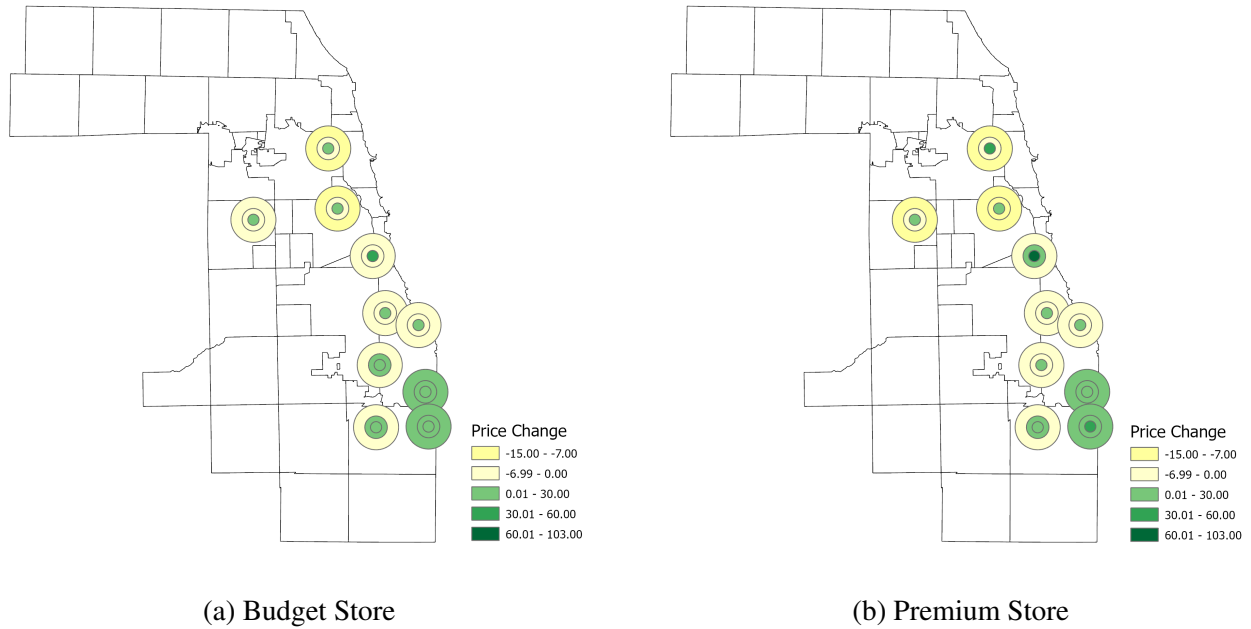 Price Change
-15.00 - -7.00
-6.99 - 0.00
0.01 - 30.00
30.01 - 60.00
60.01 - 103.00
(a) Budget Store
Price Change
-15.00 - -7.00
-6.99 - 0.00
0.01 - 30.00
30.01 - 60.00
60.01 - 103.00
(b) Premium Store